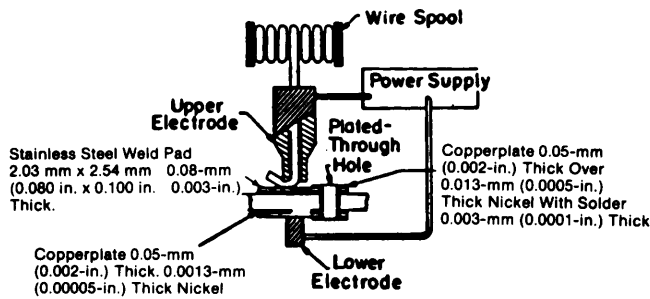 Wire Spool
Power Supply
Upper
Electrode
Plated-
Through
Hole
Stainless Steel Weld Pad
2.03 mm x 2.54 mm 0.08-mm
(0.080 in. x 0.100 in. 0.003-in.)
Thick.
Copperplate 0.05-mm
(0.002-in.) Thick Over
0.013-mm (0.0005-in.)
Thick Nickel With Solder
0.003-mm (0.0001-in.) Thick
Copperplate 0.05-mm
(0.002-in.) Thick. 0.0013-mm
(0.00005-in.) Thick Nickel
Lower
Electrode